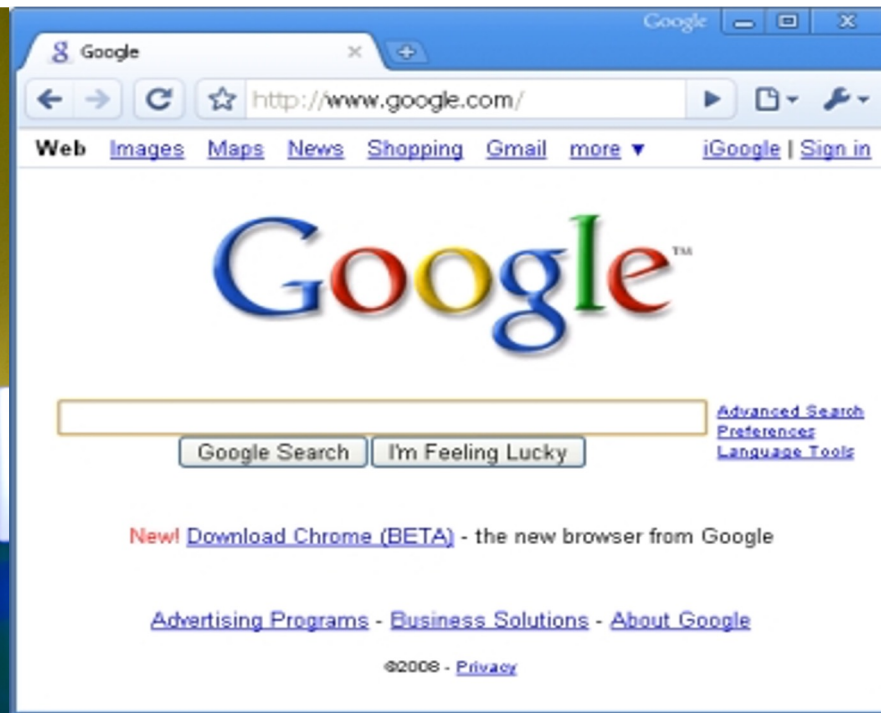 Google
g Google
http://www.google.com/
Web Images Maps News Shopping Gmail more ▼ iGoogle | Sign in
Google™
Advanced Search
Preferences
Language Tools
Google Search I'm Feeling Lucky
New! Download Chrome (BETA) - the new browser from Google
Advertising Programs - Business Solutions - About Google
©2008 - Privacy